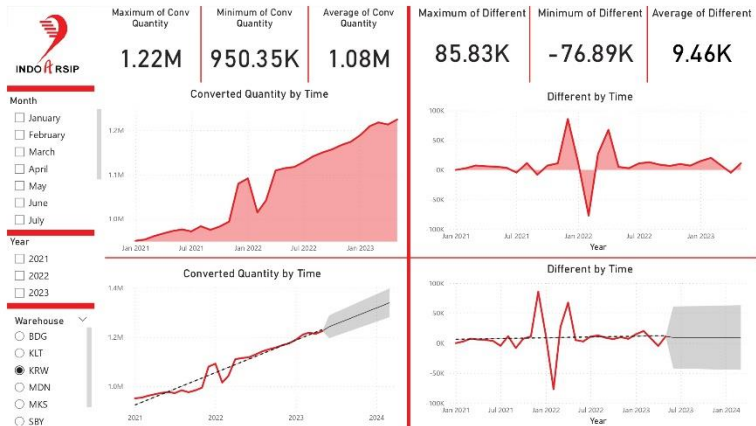 INDOARSIP
Month
January
February
March
April
May
June
July
Year
2021
2022
2023
Warehouse
BDG
KLT
KRW
MDN
MKS
SBY
Maximum of Conv
Quantity
1.22M
Minimum of Conv
Quantity
950.35K
Average of Conv
Quantity
1.08M
Converted Quantity by Time
1.2M
1.1M
1.0M
Jan 2021
Jul 2021
Jan 2022
Jul 2022
Jan 2023
Converted Quantity by Time
1.4M
1.2M
1.0M
2021
2022
2023
2024
Maximum of Different
85.83K
Minimum of Different
-76.89K
Average of Different
9.46K
Different by Time
100K
50K
0K
50K
100K
Jan 2021
Jul 2021
Jan 2022
Jul 2022
Jan 2023
Year
Different by Time
100K
50K
0K
-50K
-100K
Jan 2021
Jul 2021
Jan 2022
Jul 2022
Jan 2023
Jul 2023
Jan 2024
Year